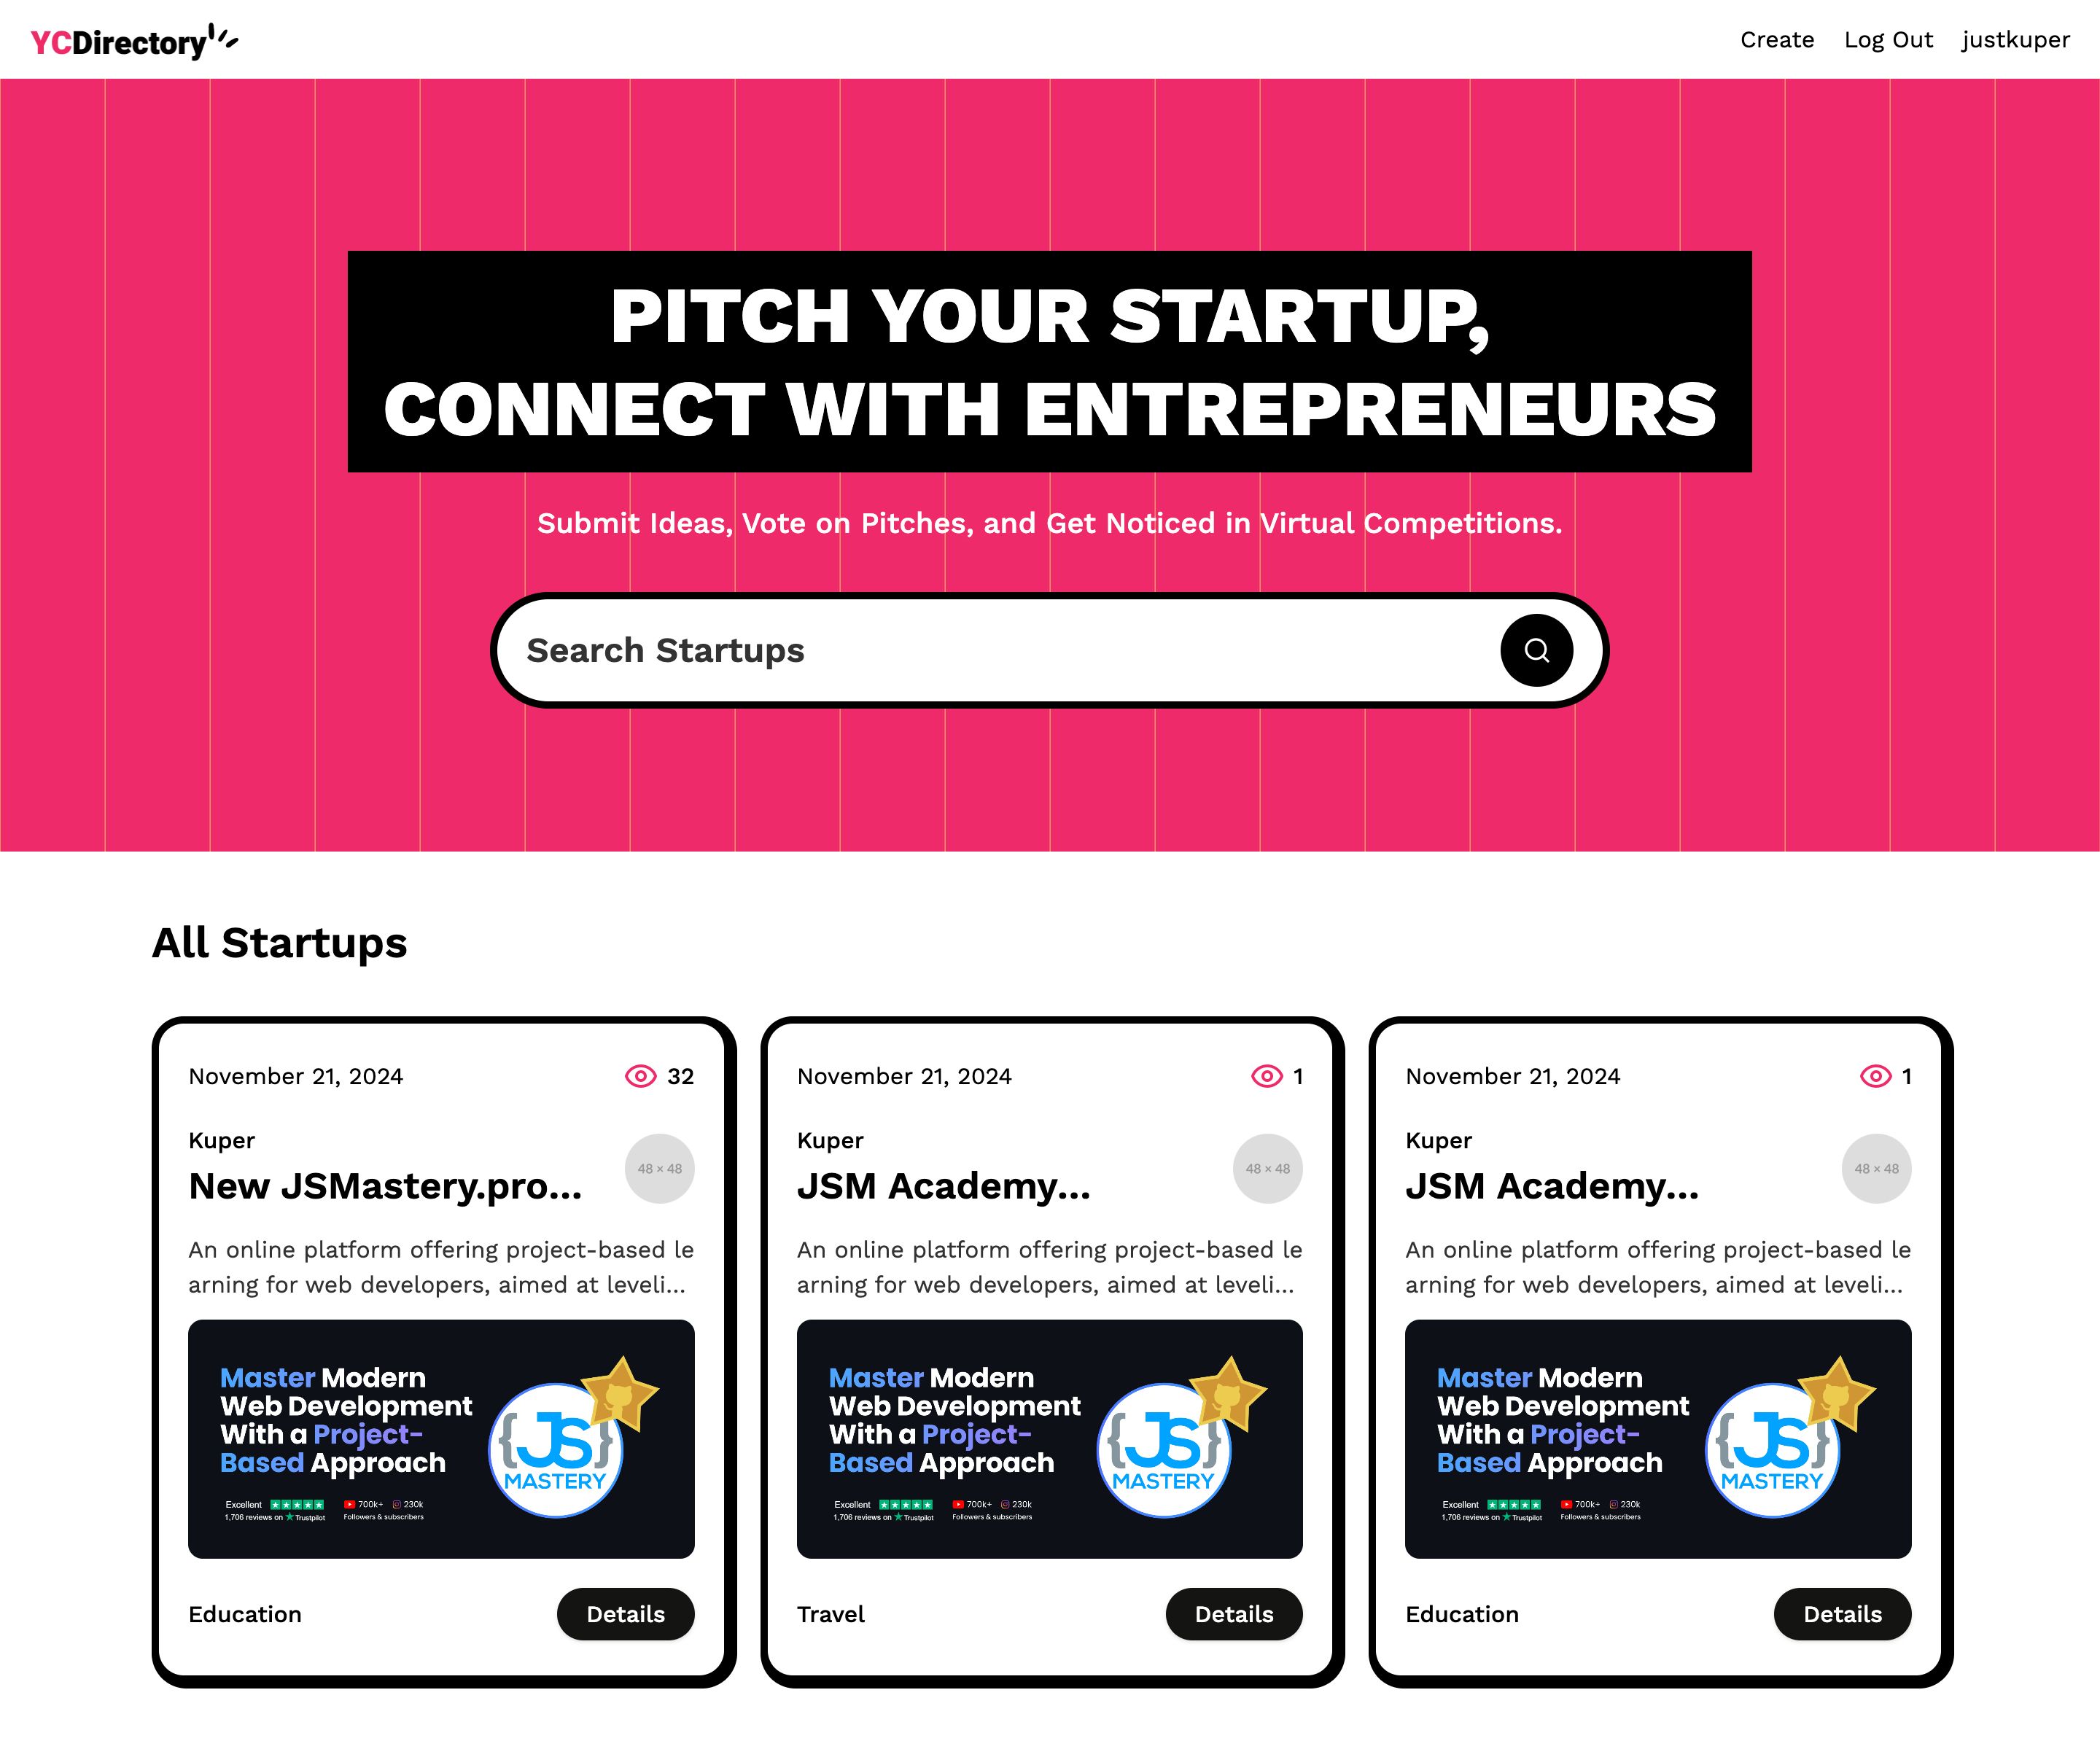 YCDirectory
Create Log Out justkuper
PITCH YOUR STARTUP,
CONNECT WITH ENTREPRENEURS
Submit Ideas, Vote on Pitches, and Get Noticed in Virtual Competitions.
Search Startups
All Startups
November 21, 2024 32
Kuper
New JSMastery.pro...
48 × 48
An online platform offering project-based le
arning for web developers, aimed at leveli...
Master Modern
Web Development
With a Project-
Based Approach
{JS}
MASTERY
Excellent 700k+ 230k
1,706 reviews on Trustpilot Followers & subscribers
Education Details
November 21, 2024 1
Kuper
JSM Academy...
48 × 48
An online platform offering project-based le
arning for web developers, aimed at leveli...
Master Modern
Web Development
With a Project-
Based Approach
{JS}
MASTERY
Excellent 700k+ 230k
1,706 reviews on Trustpilot Followers & subscribers
Travel Details
November 21, 2024 1
Kuper
JSM Academy...
48 × 48
An online platform offering project-based le
arning for web developers, aimed at leveli...
Master Modern
Web Development
With a Project-
Based Approach
{JS}
MASTERY
Excellent 700k+ 230k
1,706 reviews on Trustpilot Followers & subscribers
Education Details